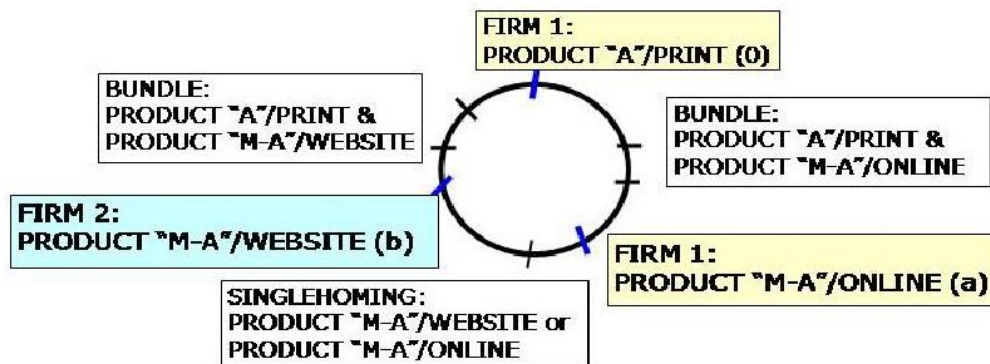 FIRM 1:
PRODUCT “A”/PRINT (0)
BUNDLE:
PRODUCT “A”/PRINT &
PRODUCT “M-A”/WEBSITE
BUNDLE:
PRODUCT “A”/PRINT &
PRODUCT “M-A”/ONLINE
FIRM 2:
PRODUCT “M-A”/WEBSITE (b)
FIRM 1:
PRODUCT “M-A”/ONLINE (a)
SINGLEHOMING:
PRODUCT “M-A”/WEBSITE or
PRODUCT “M-A”/ONLINE